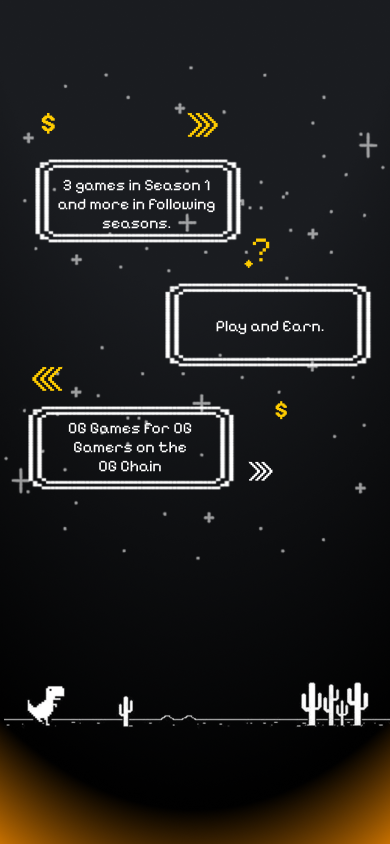 $
3 games in Season 1
and more in following
seasons.
?
Play and Earn.
$
OG Games For OG
Gamers on the
OG Chain